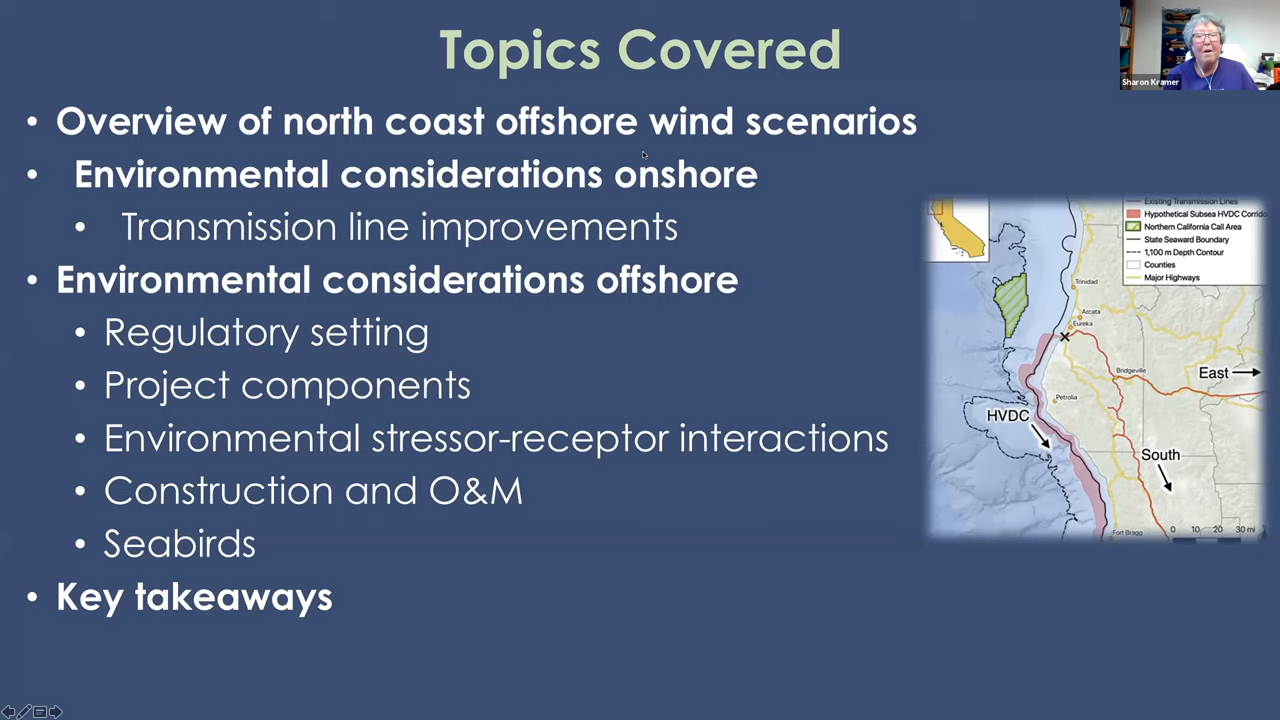 Topics Covered
Sharon Kramer
• Overview of north coast offshore wind scenarios
• Environmental considerations onshore
• Transmission line improvements
• Environmental considerations offshore
• Regulatory setting
• Project components
• Environmental stressor-receptor interactions
• Construction and O&M
• Seabirds
• Key takeaways
Existing Transmission Lines
Hypothetical Subsea HVDC Corrido
Northern California Call Area
State Seaward Boundary
1,100 m Depth Contour
Counties
Major Highways
Trinidad
Arcata
Eureka
Bridgeville
East
Petrolia
HVDC
South
Fort Bragg
0 10 20 30 mi